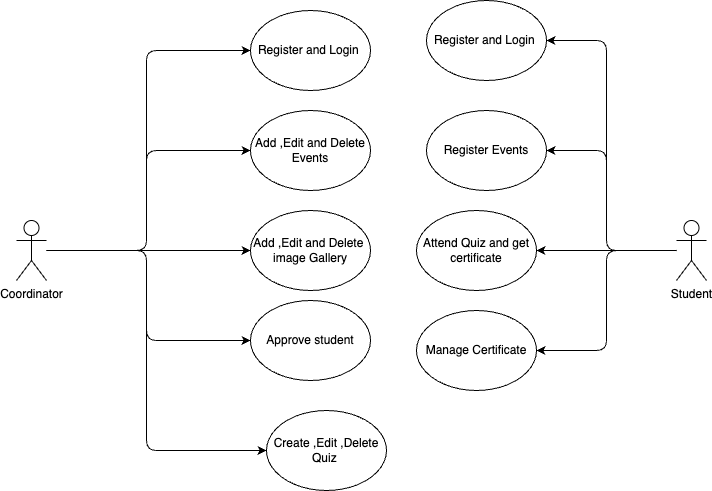 Register and Login
Add ,Edit and Delete
Events
Add ,Edit and Delete
image Gallery
Approve student
Create ,Edit ,Delete
Quiz
Coordinator
Register and Login
Register Events
Attend Quiz and get
certificate
Manage Certificate
Student